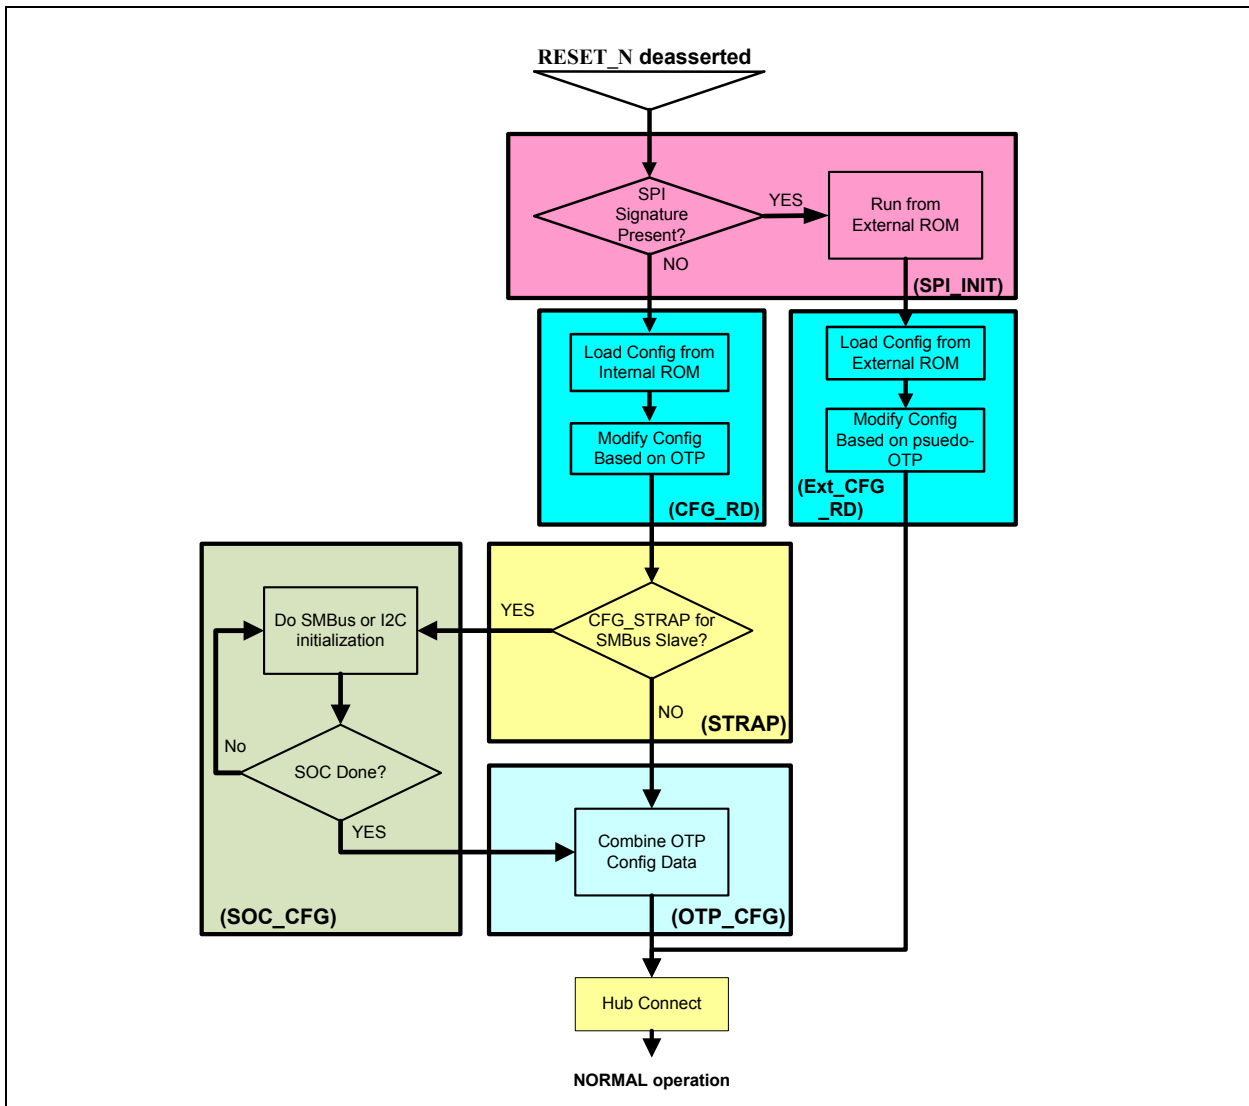 RESET_N deasserted
SPI
Signature
Present?
YES
Run from
External ROM
NO
(SPI_INIT)
Load Config from
Internal ROM
Load Config from
External ROM
Modify Config
Based on OTP
Modify Config
Based on psuedo-
OTP
(CFG_RD)
(Ext_CFG
_RD)
Do SMBus or I2C
initialization
YES
CFG_STRAP for
SMBus Slave?
NO
(STRAP)
No
SOC Done?
YES
Combine OTP
Config Data
(SOC_CFG)
(OTP_CFG)
Hub Connect
NORMAL operation